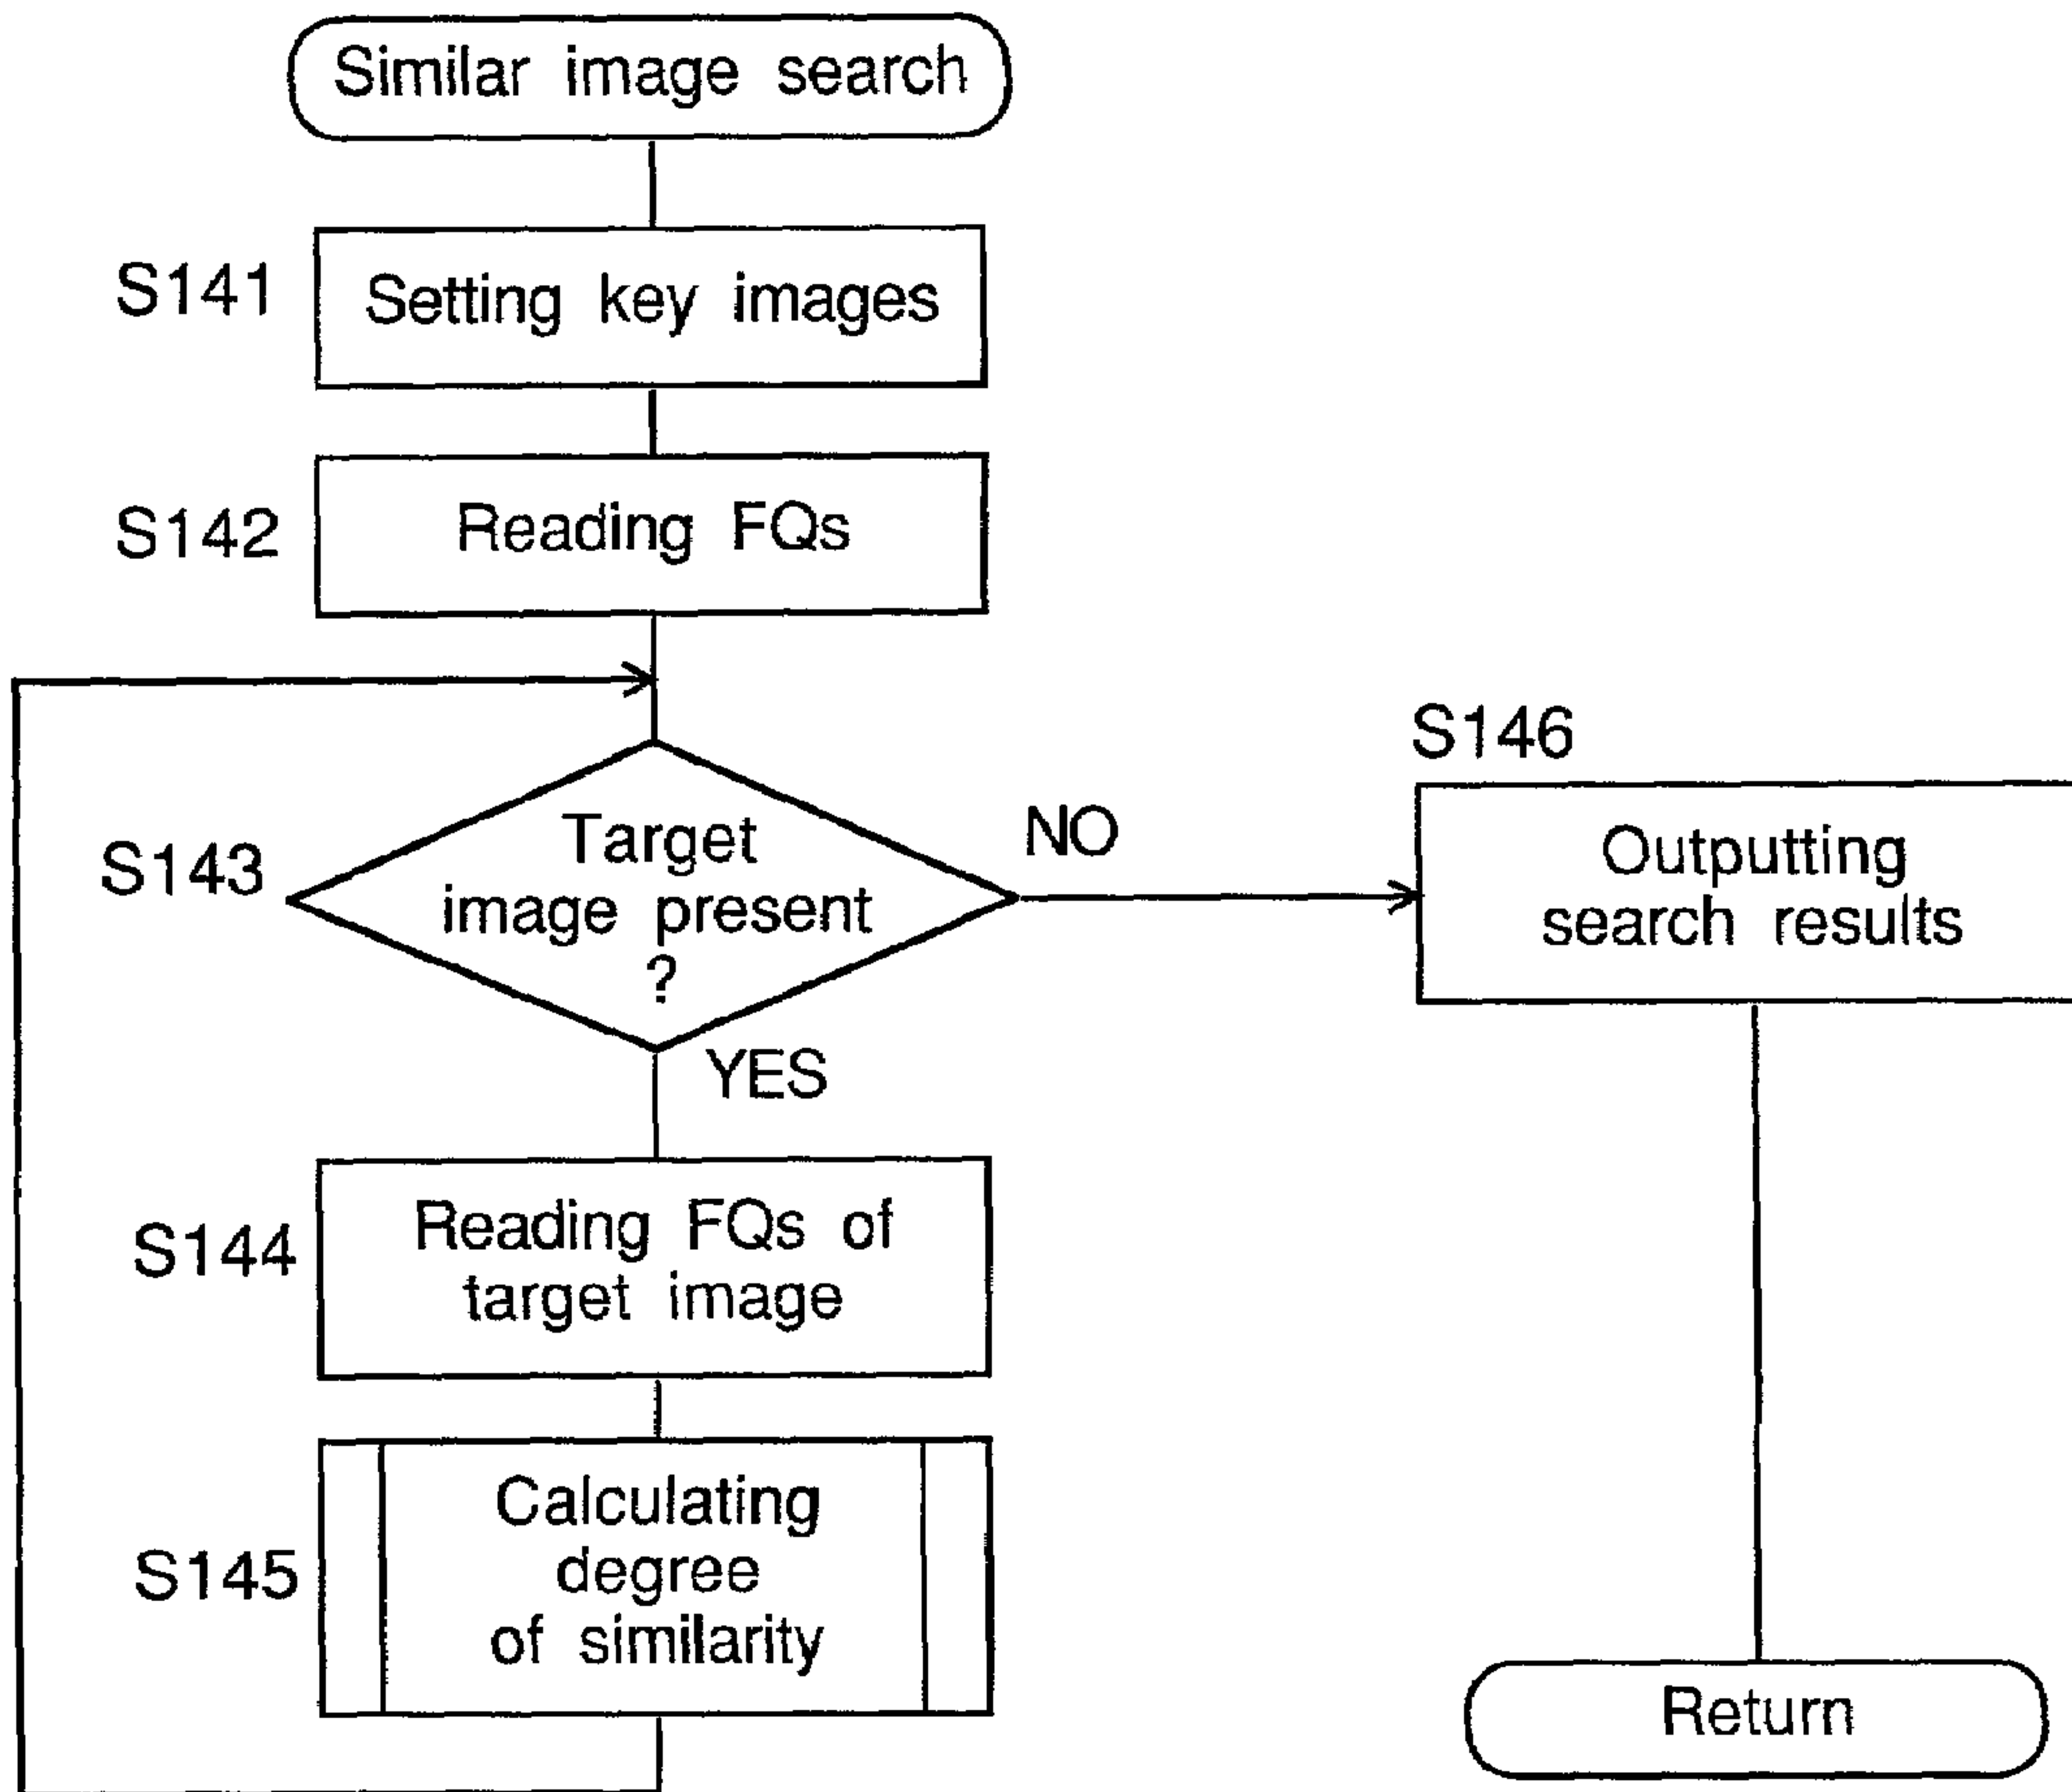 Similar image search
S141
Setting key images
S142
Reading FQs
S143
Target
image present
?
NO
YES
S146
Outputting
search results
S144
Reading FQs of
target image
S145
Calculating
degree
of similarity
Return